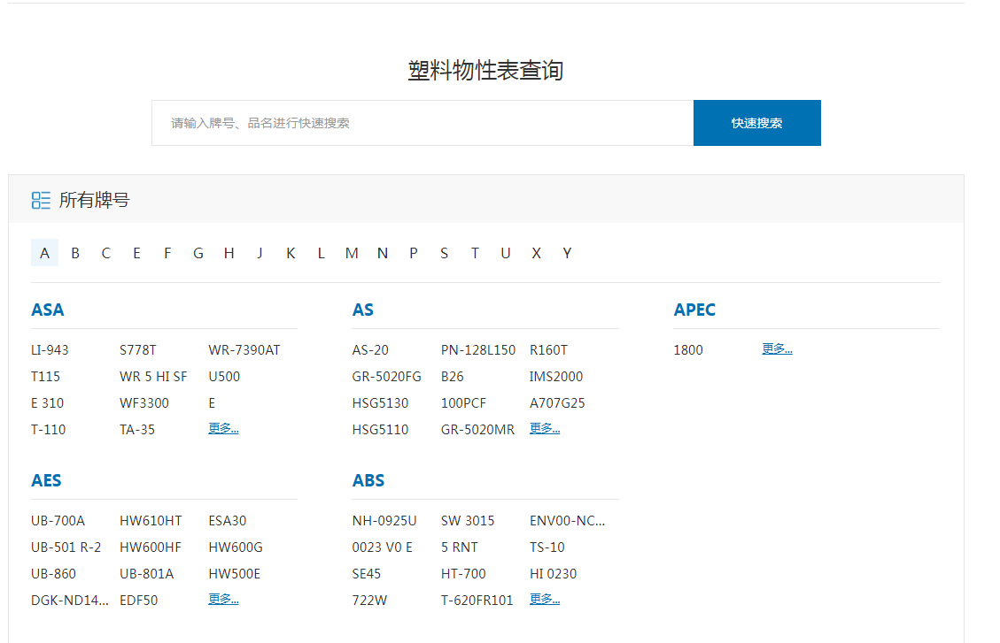 塑料物性表查询
请输入牌号、品名进行快速搜索
快速搜索
所有牌号
A B C E F G H J K L M N P S T U X Y
ASA
LI-943 S778T WR-7390AT
T115 WR 5 HI SF U500
E 310 WF3300 E
T-110 TA-35 更多...
AS
AS-20 PN-128L150 R160T
GR-5020FG B26 IMS2000
HSG5130 100PCF A707G25
HSG5110 GR-5020MR 更多...
APEC
1800 更多...
AES
UB-700A HW610HT ESA30
UB-501 R-2 HW600HF HW600G
UB-860 UB-801A HW500E
DGK-ND14... EDF50 更多...
ABS
NH-0925U SW 3015 ENV00-NC...
0023 V0 E 5 RNT TS-10
SE45 HT-700 HI 0230
722W T-620FR101 更多...